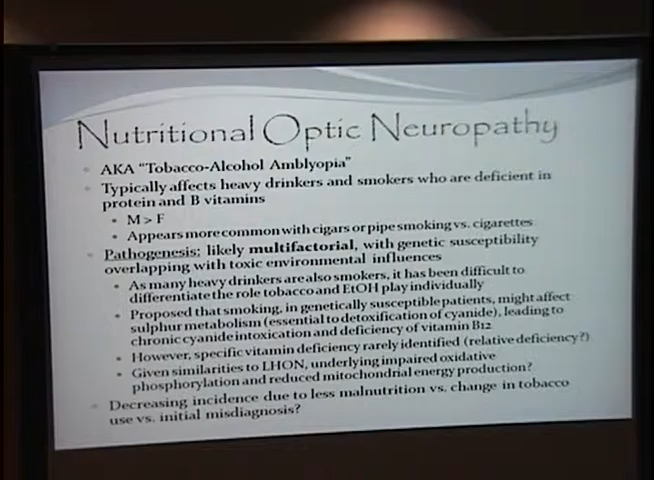 Nutritional Optic Neuropathy
AKA "Tobacco-Alcohol Amblyopia"
Typically affects heavy drinkers and smokers who are deficient in
protein and B vitamins
M > F
Appears more common with cigars or pipe smoking vs. cigarettes
Pathogenesis: likely multifactorial, with genetic susceptibility
overlapping with toxic environmental influences
As many heavy drinkers are also smokers, it has been difficult to
differentiate the role tobacco and EtOH play individually
Proposed that smoking, in genetically susceptible patients, might affect
sulphur metabolism (essential to detoxification of cyanide), leading to
chronic cyanide intoxication and deficiency of vitamin B12
However, specific vitamin deficiency rarely identified (relative deficiency?)
Given similarities to LHON, underlying impaired oxidative
phosphorylation and reduced mitochondrial energy production?
Decreasing incidence due to less malnutrition vs. change in tobacco
use vs. initial misdiagnosis?